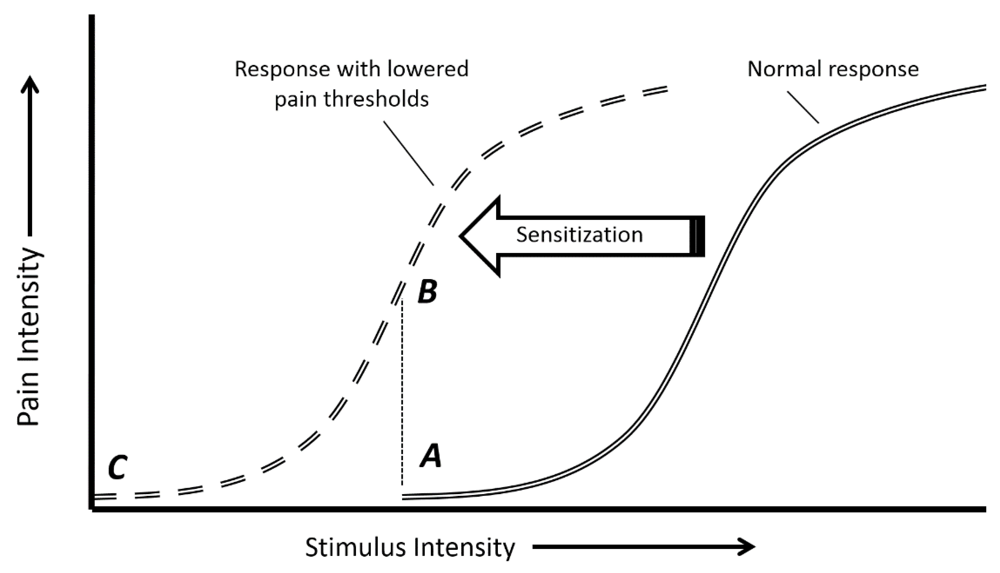 Response with lowered
pain thresholds
Normal response
Sensitization
B
A
C
Pain Intensity
Stimulus Intensity